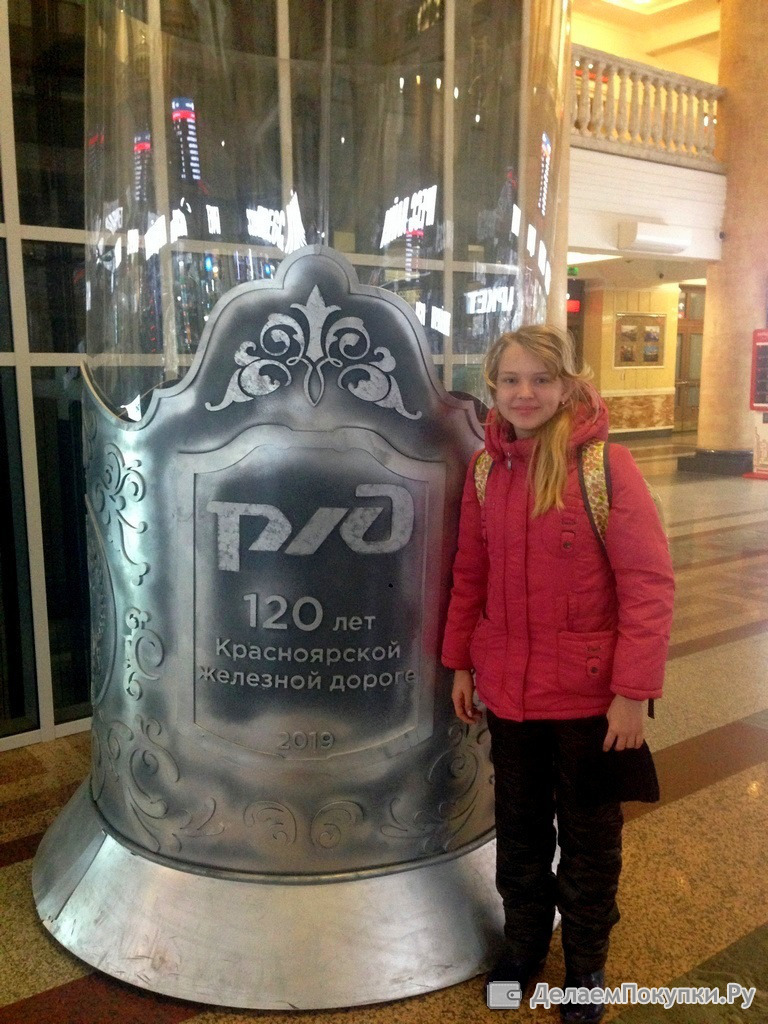 РЖД
120 лет
Красноярской
железной дороге
2019
ДелаемПокупки.Ру